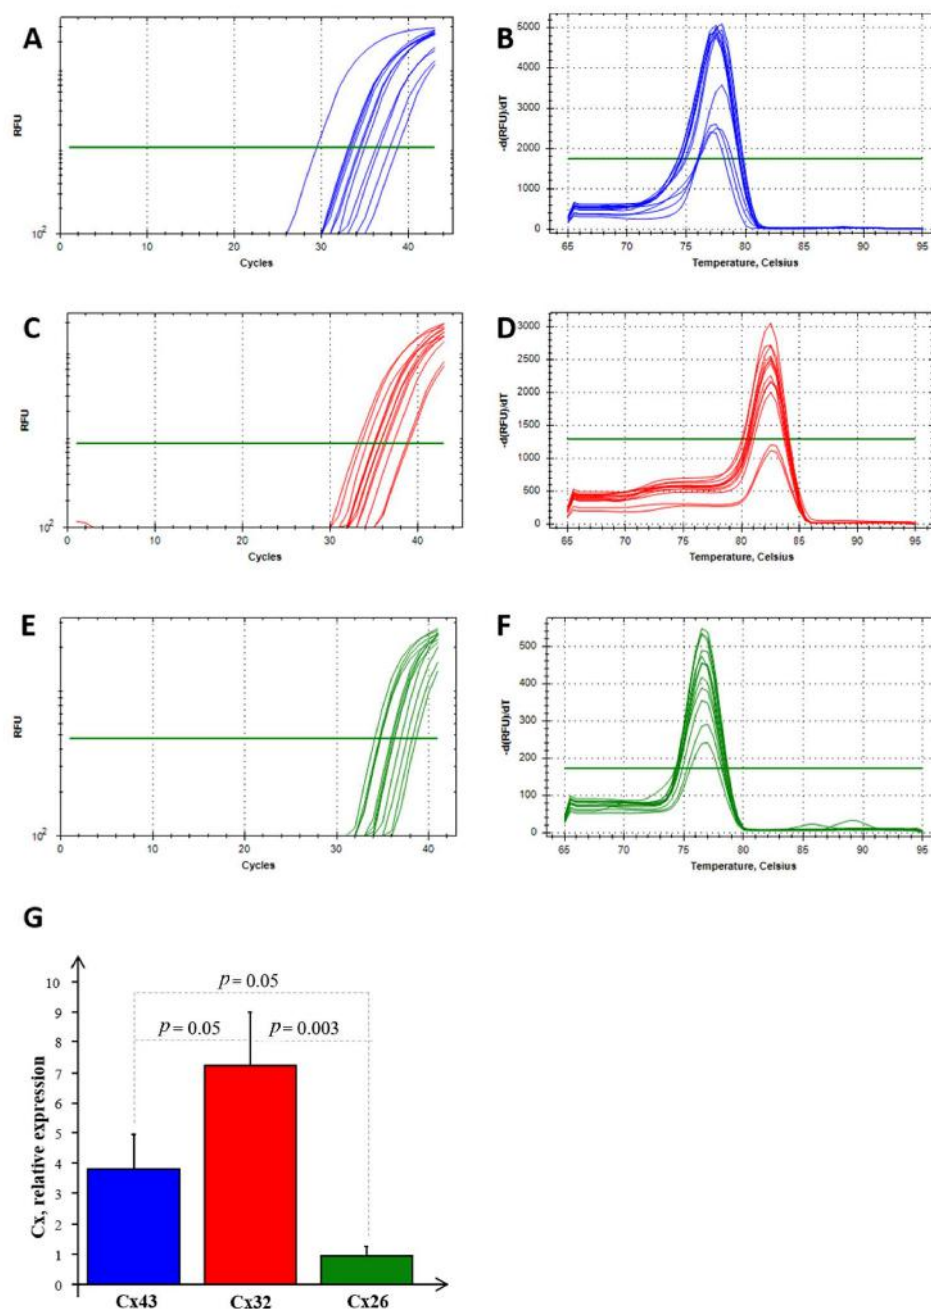 A
RFU
10²
0 10 20 30 40
Cycles
B
-d(RFU)/dT
5000
4000
3000
2000
1000
0
65 70 75 80 85 90 95
Temperature, Celsius
C
RFU
10²
0 10 20 30 40
Cycles
D
-d(RFU)/dT
3000
2500
2000
1500
1000
500
0
65 70 75 80 85 90 95
Temperature, Celsius
E
RFU
10²
0 10 20 30 40
Cycles
F
-d(RFU)/dT
500
400
300
200
100
0
65 70 75 80 85 90 95
Temperature, Celsius
G
Cx, relative expression
10
9
8
7
6
5
4
3
2
1
0
p = 0.05
p = 0.05
p = 0.003
Cx43 Cx32 Cx26